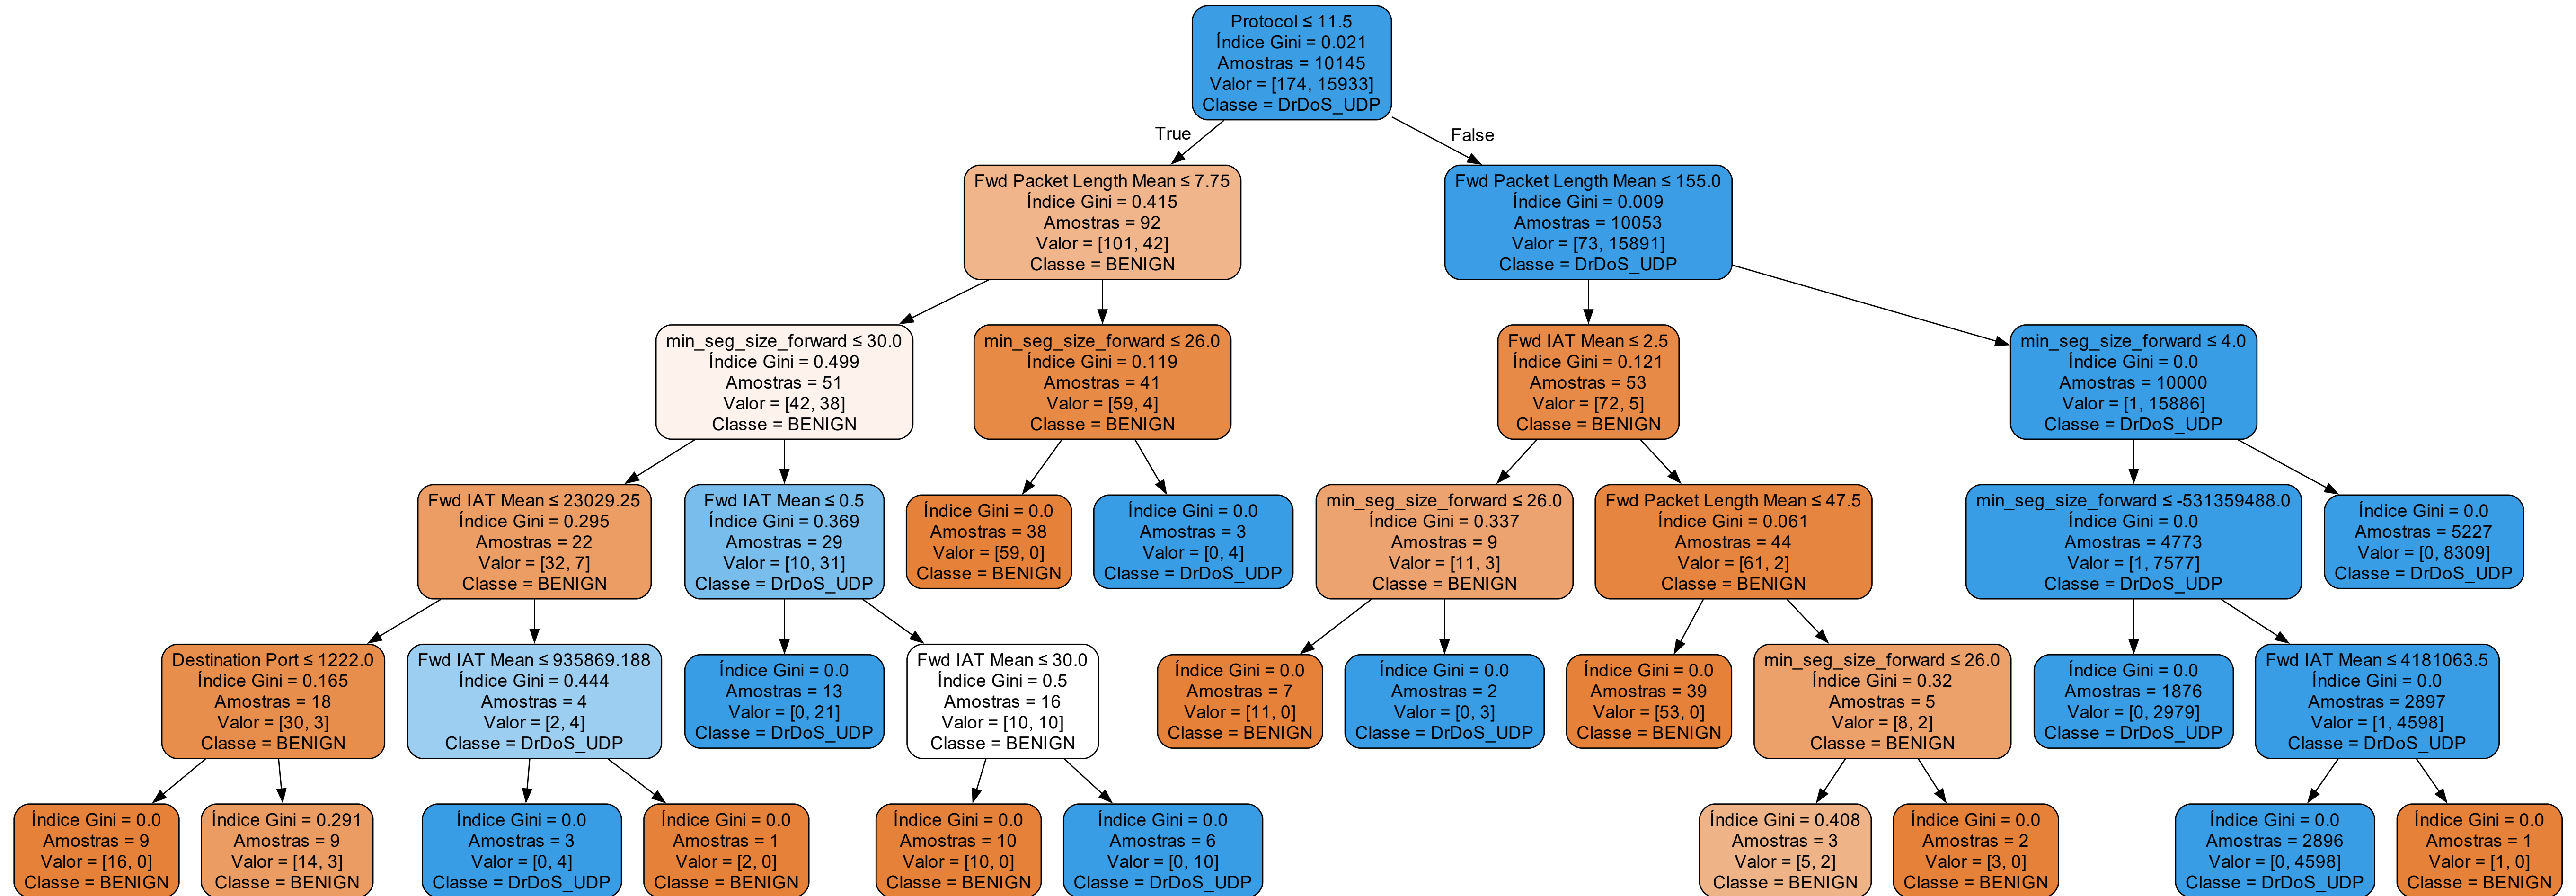 Protocol ≤ 11.5
Índice Gini = 0.021
Amostras = 10145
Valor = [174, 15933]
Classe = DrDoS_UDP
True
False
Fwd Packet Length Mean ≤ 7.75
Índice Gini = 0.415
Amostras = 92
Valor = [101, 42]
Classe = BENIGN
Fwd Packet Length Mean ≤ 155.0
Índice Gini = 0.009
Amostras = 10053
Valor = [73, 15891]
Classe = DrDoS_UDP
min_seg_size_forward ≤ 30.0
Índice Gini = 0.499
Amostras = 51
Valor = [42, 38]
Classe = BENIGN
min_seg_size_forward ≤ 26.0
Índice Gini = 0.119
Amostras = 41
Valor = [59, 4]
Classe = BENIGN
Fwd IAT Mean ≤ 2.5
Índice Gini = 0.121
Amostras = 53
Valor = [72, 5]
Classe = BENIGN
min_seg_size_forward ≤ 4.0
Índice Gini = 0.0
Amostras = 10000
Valor = [1, 15886]
Classe = DrDoS_UDP
Fwd IAT Mean ≤ 23029.25
Índice Gini = 0.295
Amostras = 22
Valor = [32, 7]
Classe = BENIGN
Fwd IAT Mean ≤ 0.5
Índice Gini = 0.369
Amostras = 29
Valor = [10, 31]
Classe = DrDoS_UDP
Índice Gini = 0.0
Amostras = 38
Valor = [59, 0]
Classe = BENIGN
Índice Gini = 0.0
Amostras = 3
Valor = [0, 4]
Classe = DrDoS_UDP
min_seg_size_forward ≤ 26.0
Índice Gini = 0.337
Amostras = 9
Valor = [11, 3]
Classe = BENIGN
Fwd Packet Length Mean ≤ 47.5
Índice Gini = 0.061
Amostras = 44
Valor = [61, 2]
Classe = BENIGN
min_seg_size_forward ≤ -531359488.0
Índice Gini = 0.0
Amostras = 4773
Valor = [1, 7577]
Classe = DrDoS_UDP
Índice Gini = 0.0
Amostras = 5227
Valor = [0, 8309]
Classe = DrDoS_UDP
Destination Port ≤ 1222.0
Índice Gini = 0.165
Amostras = 18
Valor = [30, 3]
Classe = BENIGN
Fwd IAT Mean ≤ 935869.188
Índice Gini = 0.444
Amostras = 4
Valor = [2, 4]
Classe = DrDoS_UDP
Índice Gini = 0.0
Amostras = 13
Valor = [0, 21]
Classe = DrDoS_UDP
Fwd IAT Mean ≤ 30.0
Índice Gini = 0.5
Amostras = 16
Valor = [10, 10]
Classe = BENIGN
Índice Gini = 0.0
Amostras = 7
Valor = [11, 0]
Classe = BENIGN
Índice Gini = 0.0
Amostras = 2
Valor = [0, 3]
Classe = DrDoS_UDP
Índice Gini = 0.0
Amostras = 39
Valor = [53, 0]
Classe = BENIGN
min_seg_size_forward ≤ 26.0
Índice Gini = 0.32
Amostras = 5
Valor = [8, 2]
Classe = BENIGN
Índice Gini = 0.0
Amostras = 1876
Valor = [0, 2979]
Classe = DrDoS_UDP
Fwd IAT Mean ≤ 4181063.5
Índice Gini = 0.0
Amostras = 2897
Valor = [1, 4598]
Classe = DrDoS_UDP
Índice Gini = 0.0
Amostras = 9
Valor = [16, 0]
Classe = BENIGN
Índice Gini = 0.291
Amostras = 9
Valor = [14, 3]
Classe = BENIGN
Índice Gini = 0.0
Amostras = 3
Valor = [0, 4]
Classe = DrDoS_UDP
Índice Gini = 0.0
Amostras = 1
Valor = [2, 0]
Classe = BENIGN
Índice Gini = 0.0
Amostras = 10
Valor = [10, 0]
Classe = BENIGN
Índice Gini = 0.0
Amostras = 6
Valor = [0, 10]
Classe = DrDoS_UDP
Índice Gini = 0.408
Amostras = 3
Valor = [5, 2]
Classe = BENIGN
Índice Gini = 0.0
Amostras = 2
Valor = [3, 0]
Classe = BENIGN
Índice Gini = 0.0
Amostras = 2896
Valor = [0, 4598]
Classe = DrDoS_UDP
Índice Gini = 0.0
Amostras = 1
Valor = [1, 0]
Classe = BENIGN